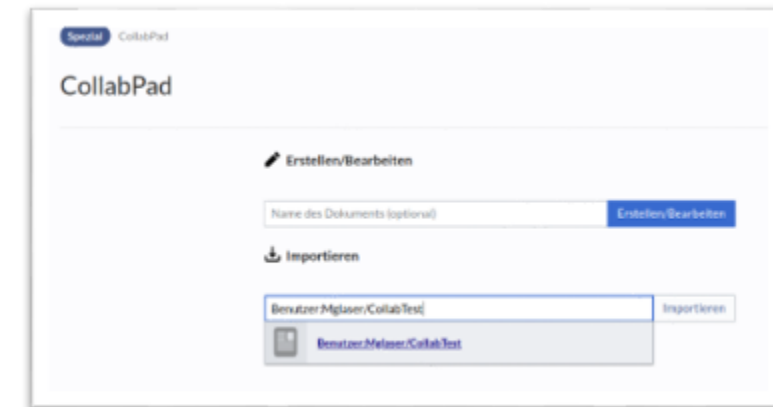 Spezial CollabPad
CollabPad
Erstellen/Bearbeiten
Name des Dokuments (optional) Erstellen/Bearbeiten
Importieren
Benutzer:Mglaser/CollabTest Importieren
Benutzer:Mglaser/CollabTest